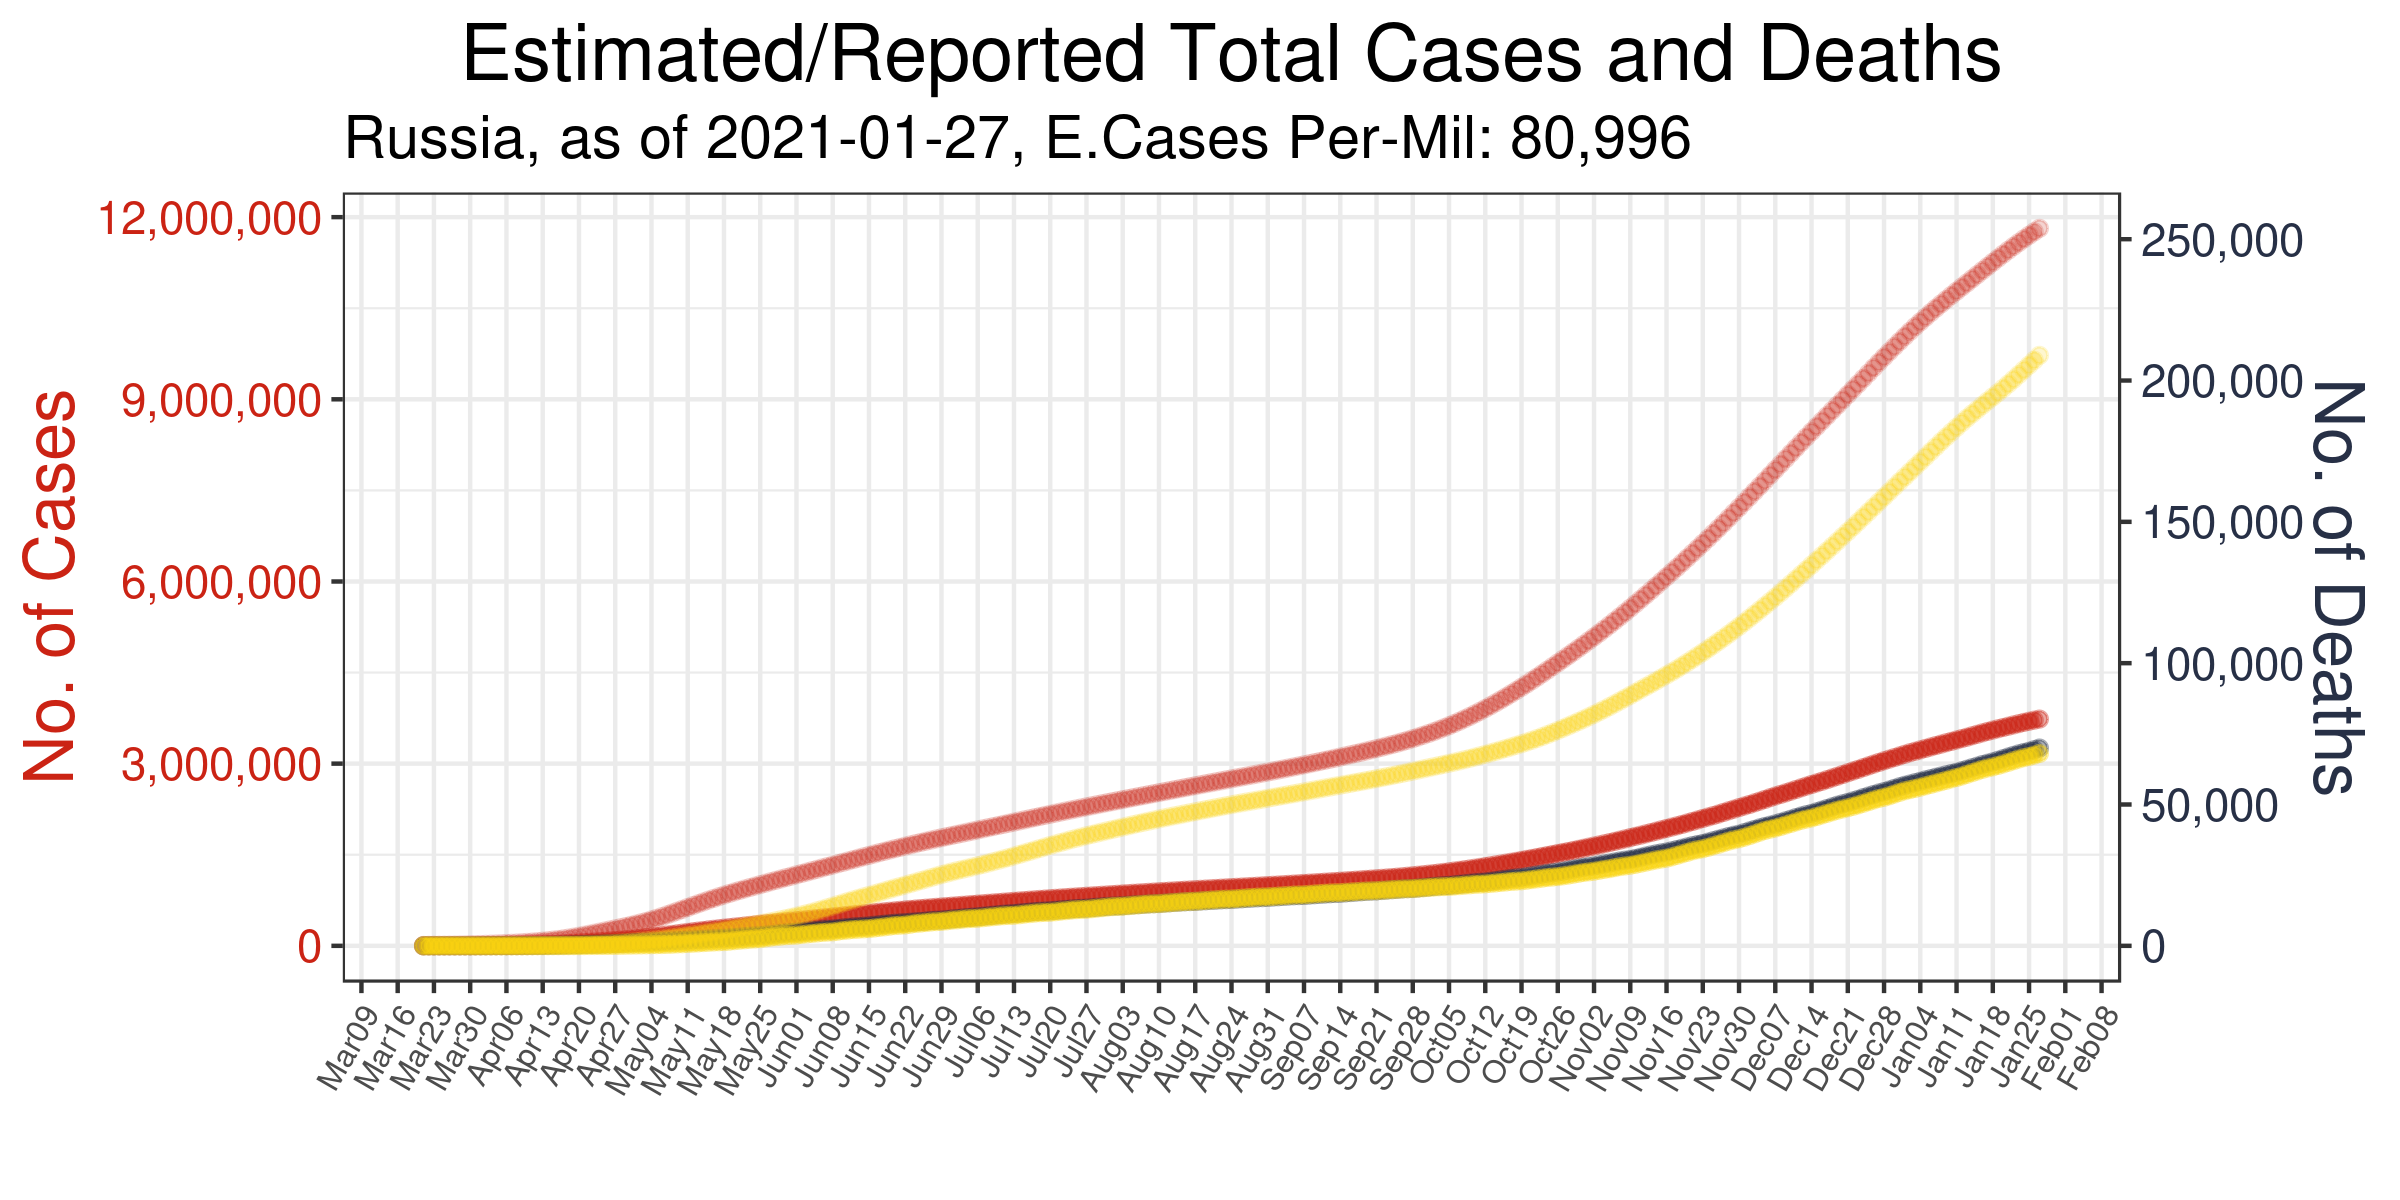 Estimated/Reported Total Cases and Deaths
Russia, as of 2021-01-27, E.Cases Per-Mil: 80,996
No. of Cases
12,000,000
9,000,000
6,000,000
3,000,000
0
250,000
200,000
150,000
100,000
50,000
0
No. of Deaths
Mar09
Mar16
Mar23
Mar30
Apr06
Apr13
Apr20
Apr27
May04
May11
May18
May25
Jun01
Jun08
Jun15
Jun22
Jun29
Jul06
Jul13
Jul20
Jul27
Aug03
Aug10
Aug17
Aug24
Aug31
Sep07
Sep14
Sep21
Sep28
Oct05
Oct12
Oct19
Oct26
Nov02
Nov09
Nov16
Nov23
Nov30
Dec07
Dec14
Dec21
Dec28
Jan04
Jan11
Jan18
Jan25
Feb01
Feb08